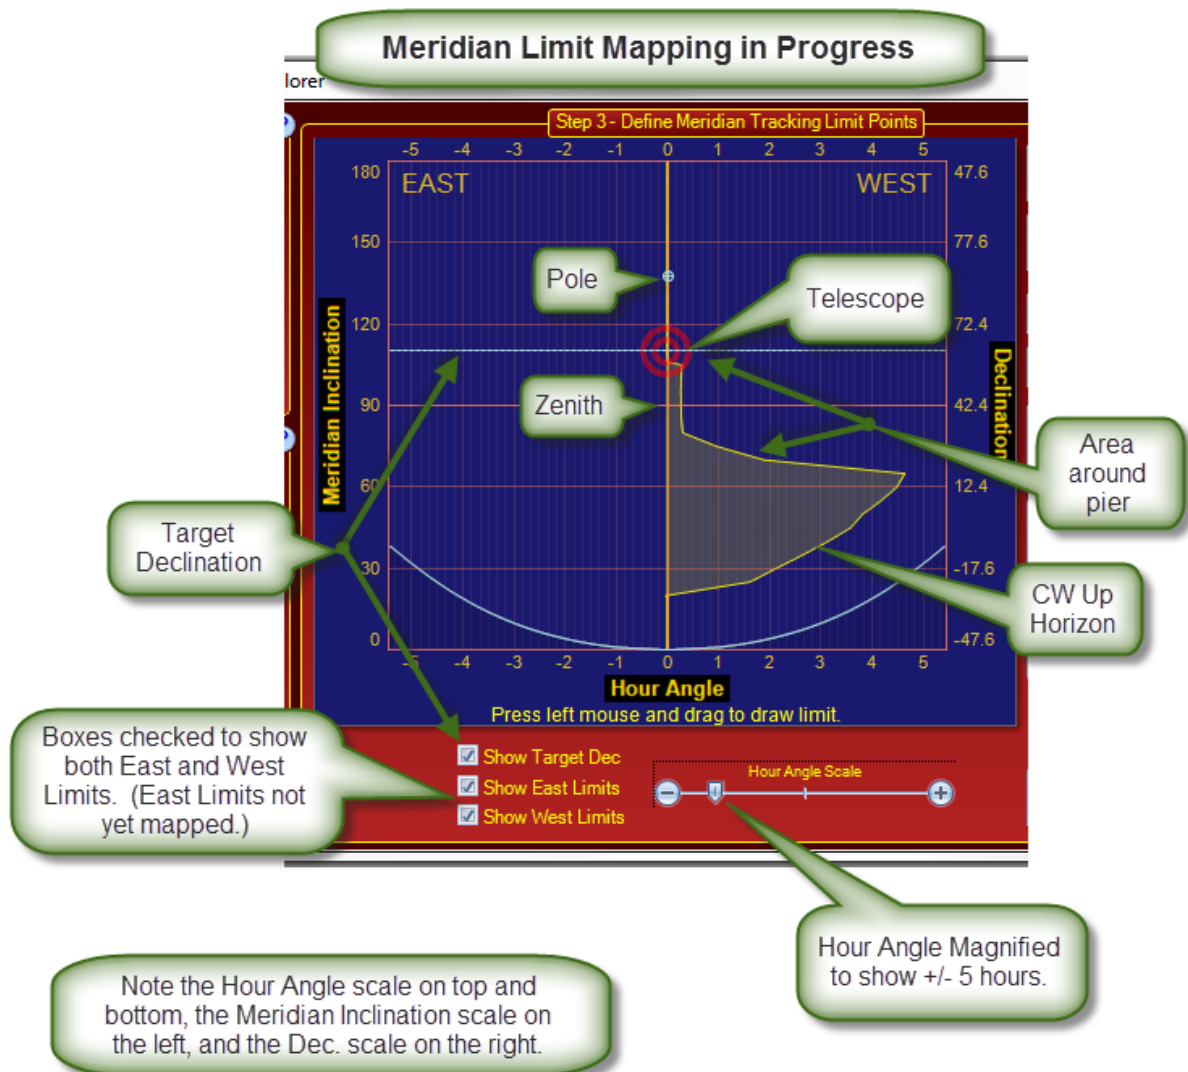 Meridian Limit Mapping in Progress
lorer
Step 3 - Define Meridian Tracking Limit Points
-5 -4 -3 -2 -1 0 1 2 3 4 5
180 EAST WEST 47.6
150 77.6
Pole
Telescope
120 72.4
Meridian Inclination
Declination
Zenith
90 42.4
Area
around
pier
60 12.4
Target
Declination
30 -17.6
CW Up
Horizon
0 -47.6
-5 -4 -3 -2 -1 0 1 2 3 4 5
Hour Angle
Press left mouse and drag to draw limit.
Boxes checked to show
both East and West
Limits. (East Limits not
yet mapped.)
Show Target Dec
Show East Limits
Show West Limits
Hour Angle Scale
Hour Angle Magnified
to show +/- 5 hours.
Note the Hour Angle scale on top and
bottom, the Meridian Inclination scale on
the left, and the Dec. scale on the right.